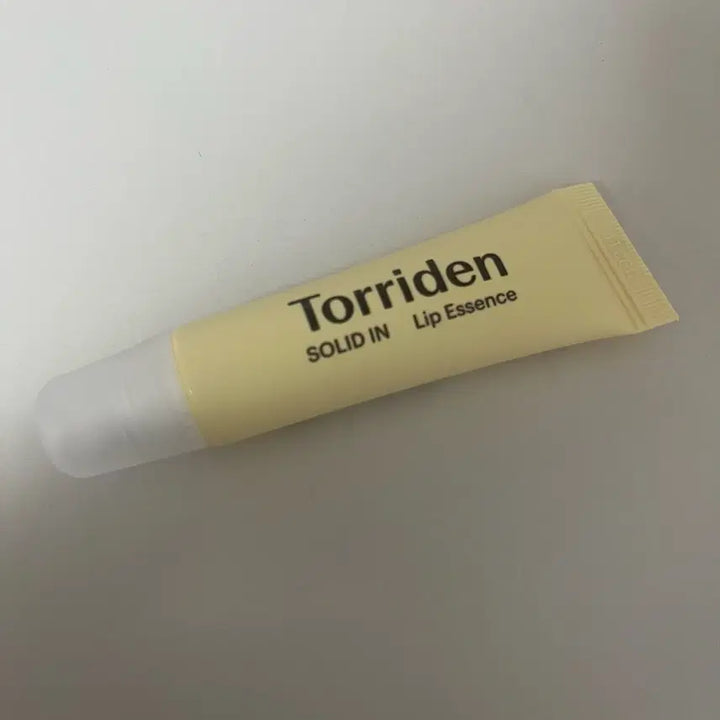 Torriden
SOLID IN Lip Essence